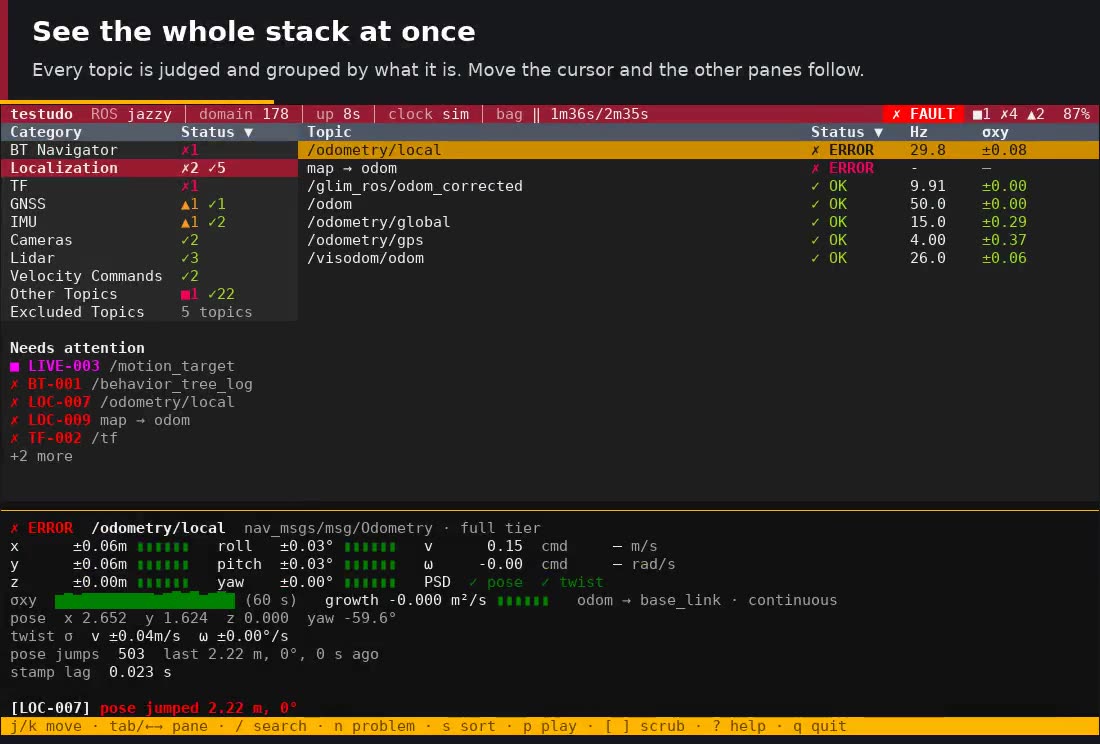 See the whole stack at once
Every topic is judged and grouped by what it is. Move the cursor and the other panes follow.
testudo ROS jazzy │ domain 178 │ up 8s │ clock sim │ bag ‖ 1m36s/2m35s ✗ FAULT ■1 ✗4 ▲2 87%
Category Status ▼ Topic Status ▼ Hz σxy
BT Navigator ✗1 /odometry/local ✗ ERROR 29.8 ±0.08
Localization ✗2 ✓5 map → odom ✗ ERROR - —
TF ✗1 /glim_ros/odom_corrected ✓ OK 9.91 ±0.00
GNSS ▲1 ✓1 /odom ✓ OK 50.0 ±0.00
IMU ▲1 ✓2 /odometry/global ✓ OK 15.0 ±0.29
Cameras ✓2 /odometry/gps ✓ OK 4.00 ±0.37
Lidar ✓3 /visodom/odom ✓ OK 26.0 ±0.06
Velocity Commands ✓2
Other Topics ■1 ✓22
Excluded Topics 5 topics
Needs attention
■ LIVE-003 /motion_target
✗ BT-001 /behavior_tree_log
✗ LOC-007 /odometry/local
✗ LOC-009 map → odom
✗ TF-002 /tf
+2 more
✗ ERROR /odometry/local nav_msgs/msg/Odometry · full tier
x ±0.06m roll ±0.03° v 0.15 cmd — m/s
y ±0.06m pitch ±0.03° ω -0.00 cmd — rad/s
z ±0.00m yaw ±0.00° PSD ✓ pose ✓ twist
σxy (60 s) growth -0.000 m²/s odom → base_link · continuous
pose x 2.652 y 1.624 z 0.000 yaw -59.6°
twist σ v ±0.04m/s ω ±0.00°/s
pose jumps 503 last 2.22 m, 0°, 0 s ago
stamp lag 0.023 s
[LOC-007] pose jumped 2.22 m, 0°
j/k move · tab/←→ pane · / search · n problem · s sort · p play · [ ] scrub · ? help · q quit